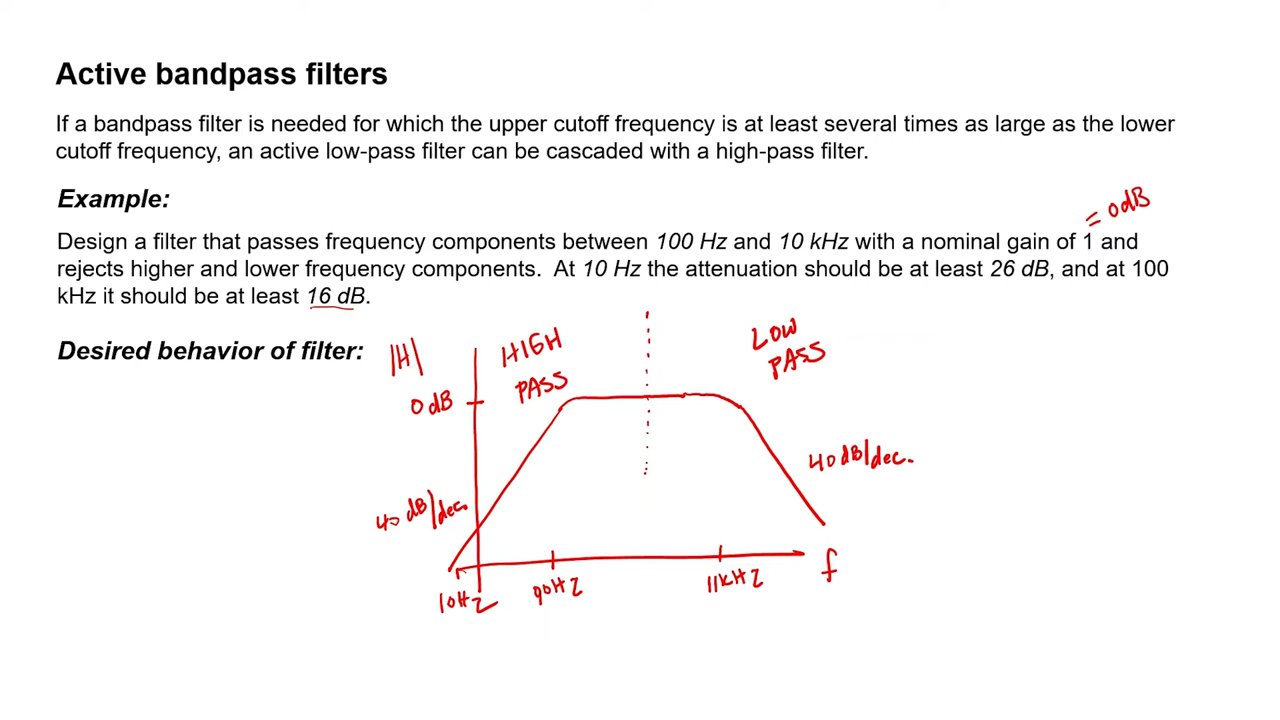 Active bandpass filters
If a bandpass filter is needed for which the upper cutoff frequency is at least several times as large as the lower
cutoff frequency, an active low-pass filter can be cascaded with a high-pass filter.
Example:
= 0dB
Design a filter that passes frequency components between 100 Hz and 10 kHz with a nominal gain of 1 and
rejects higher and lower frequency components. At 10 Hz the attenuation should be at least 26 dB, and at 100
kHz it should be at least 16 dB.
Desired behavior of filter:
|H|
HIGH
PASS
LOW
PASS
0dB
40dB/dec.
40 dB/dec.
10HZ
90HZ
11kHZ
f